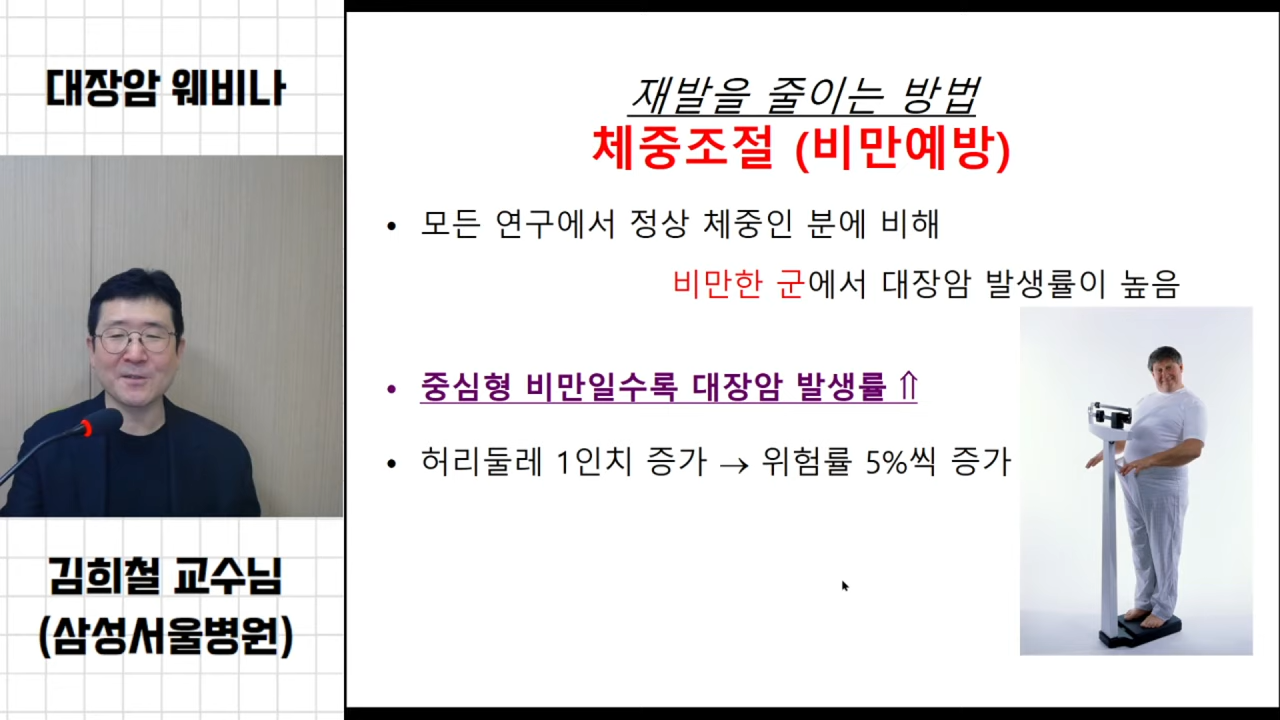 대장암 웨비나
재발을 줄이는 방법
체중조절 (비만예방)
• 모든 연구에서 정상 체중인 분에 비해
비만한 군에서 대장암 발생률이 높음
• 중심형 비만일수록 대장암 발생률 ⇑
• 허리둘레 1인치 증가 → 위험률 5%씩 증가
김희철 교수님
(삼성서울병원)